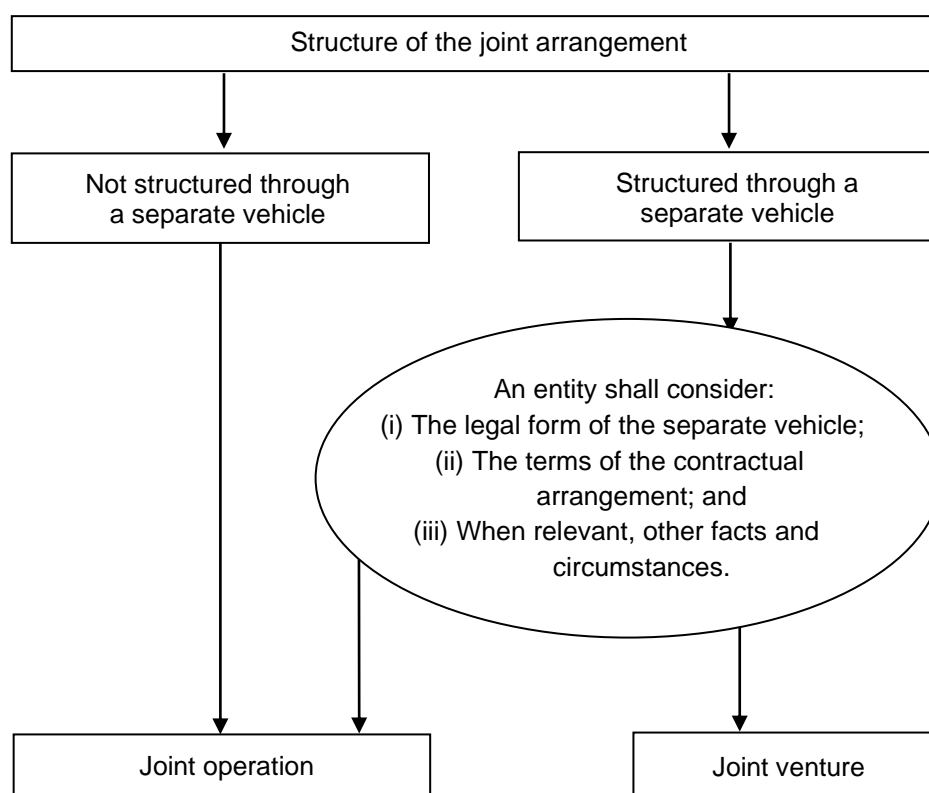 Structure of the joint arrangement
Not structured through
a separate vehicle
Structured through a
separate vehicle
An entity shall consider:
(i) The legal form of the separate vehicle;
(ii) The terms of the contractual
arrangement; and
(iii) When relevant, other facts and
circumstances.
Joint operation
Joint venture